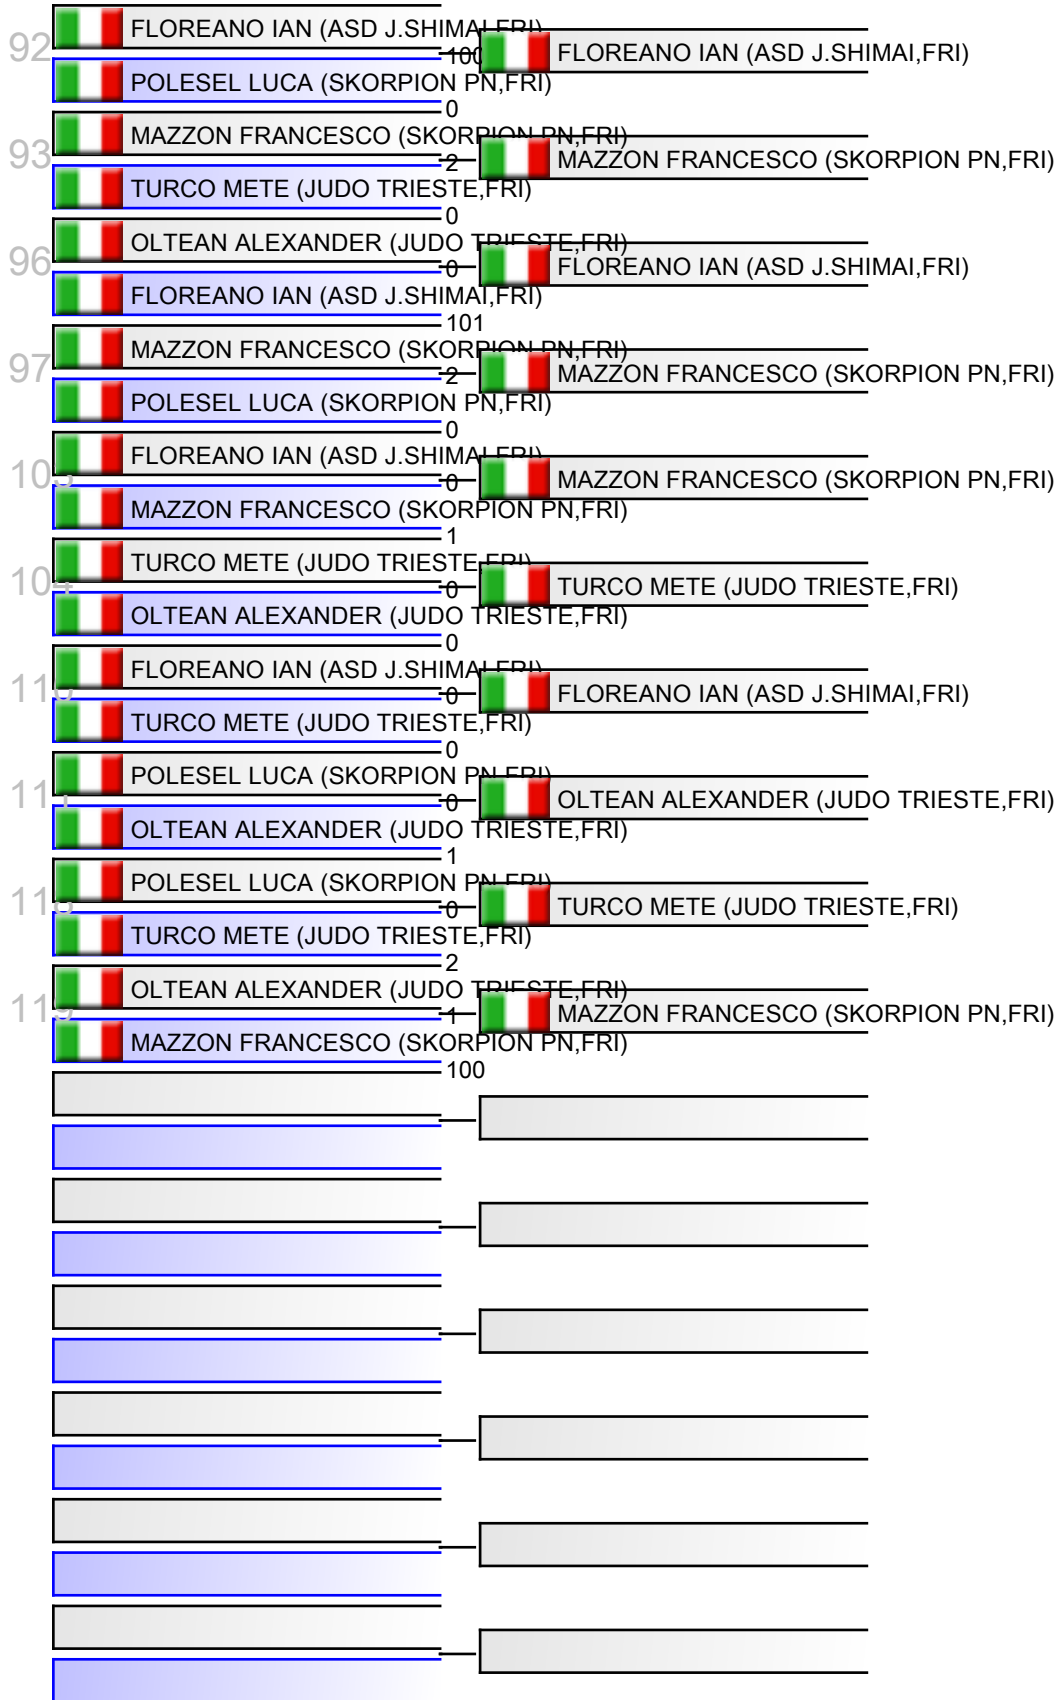 92
FLOREANO IAN (ASD J.SHIMAI,FRI)
100
FLOREANO IAN (ASD J.SHIMAI,FRI)
POLESEL LUCA (SKORPION PN,FRI)
0
93
MAZZON FRANCESCO (SKORPION PN,FRI)
2
MAZZON FRANCESCO (SKORPION PN,FRI)
TURCO METE (JUDO TRIESTE,FRI)
0
96
OLTEAN ALEXANDER (JUDO TRIESTE,FRI)
0
FLOREANO IAN (ASD J.SHIMAI,FRI)
FLOREANO IAN (ASD J.SHIMAI,FRI)
101
97
MAZZON FRANCESCO (SKORPION PN,FRI)
2
MAZZON FRANCESCO (SKORPION PN,FRI)
POLESEL LUCA (SKORPION PN,FRI)
0
103
FLOREANO IAN (ASD J.SHIMAI,FRI)
0
MAZZON FRANCESCO (SKORPION PN,FRI)
MAZZON FRANCESCO (SKORPION PN,FRI)
1
104
TURCO METE (JUDO TRIESTE,FRI)
0
TURCO METE (JUDO TRIESTE,FRI)
OLTEAN ALEXANDER (JUDO TRIESTE,FRI)
0
110
FLOREANO IAN (ASD J.SHIMAI,FRI)
0
FLOREANO IAN (ASD J.SHIMAI,FRI)
TURCO METE (JUDO TRIESTE,FRI)
0
111
POLESEL LUCA (SKORPION PN,FRI)
0
OLTEAN ALEXANDER (JUDO TRIESTE,FRI)
OLTEAN ALEXANDER (JUDO TRIESTE,FRI)
1
118
POLESEL LUCA (SKORPION PN,FRI)
0
TURCO METE (JUDO TRIESTE,FRI)
TURCO METE (JUDO TRIESTE,FRI)
2
119
OLTEAN ALEXANDER (JUDO TRIESTE,FRI)
1
MAZZON FRANCESCO (SKORPION PN,FRI)
MAZZON FRANCESCO (SKORPION PN,FRI)
100